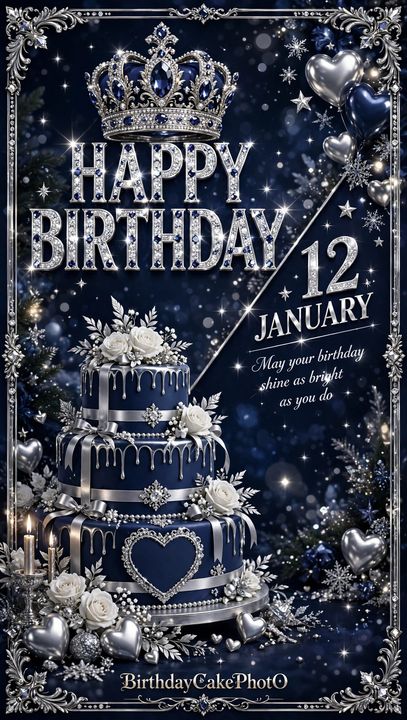 HAPPY
BIRTHDAY
12
JANUARY
May your birthday
shine as bright
as you do
BirthdayCakePhotO